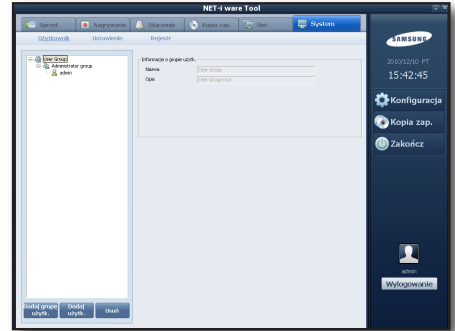 NET-i ware Tool
Sprzęt Nagrywanie Zdarzenie Kopia zap. Sieć System
Użytkownik Ustawienie Rejestr
SAMSUNG
2010/12/10 PT
15:42:45
User Group
Administrator group
admin
Informacje o grupie użytk.
Nazwa User Group
Opis User Group root
Konfiguracja
Kopia zap.
Zakończ
admin
Wylogowanie
Dodaj grupę użytk. Dodaj użytk. Usuń